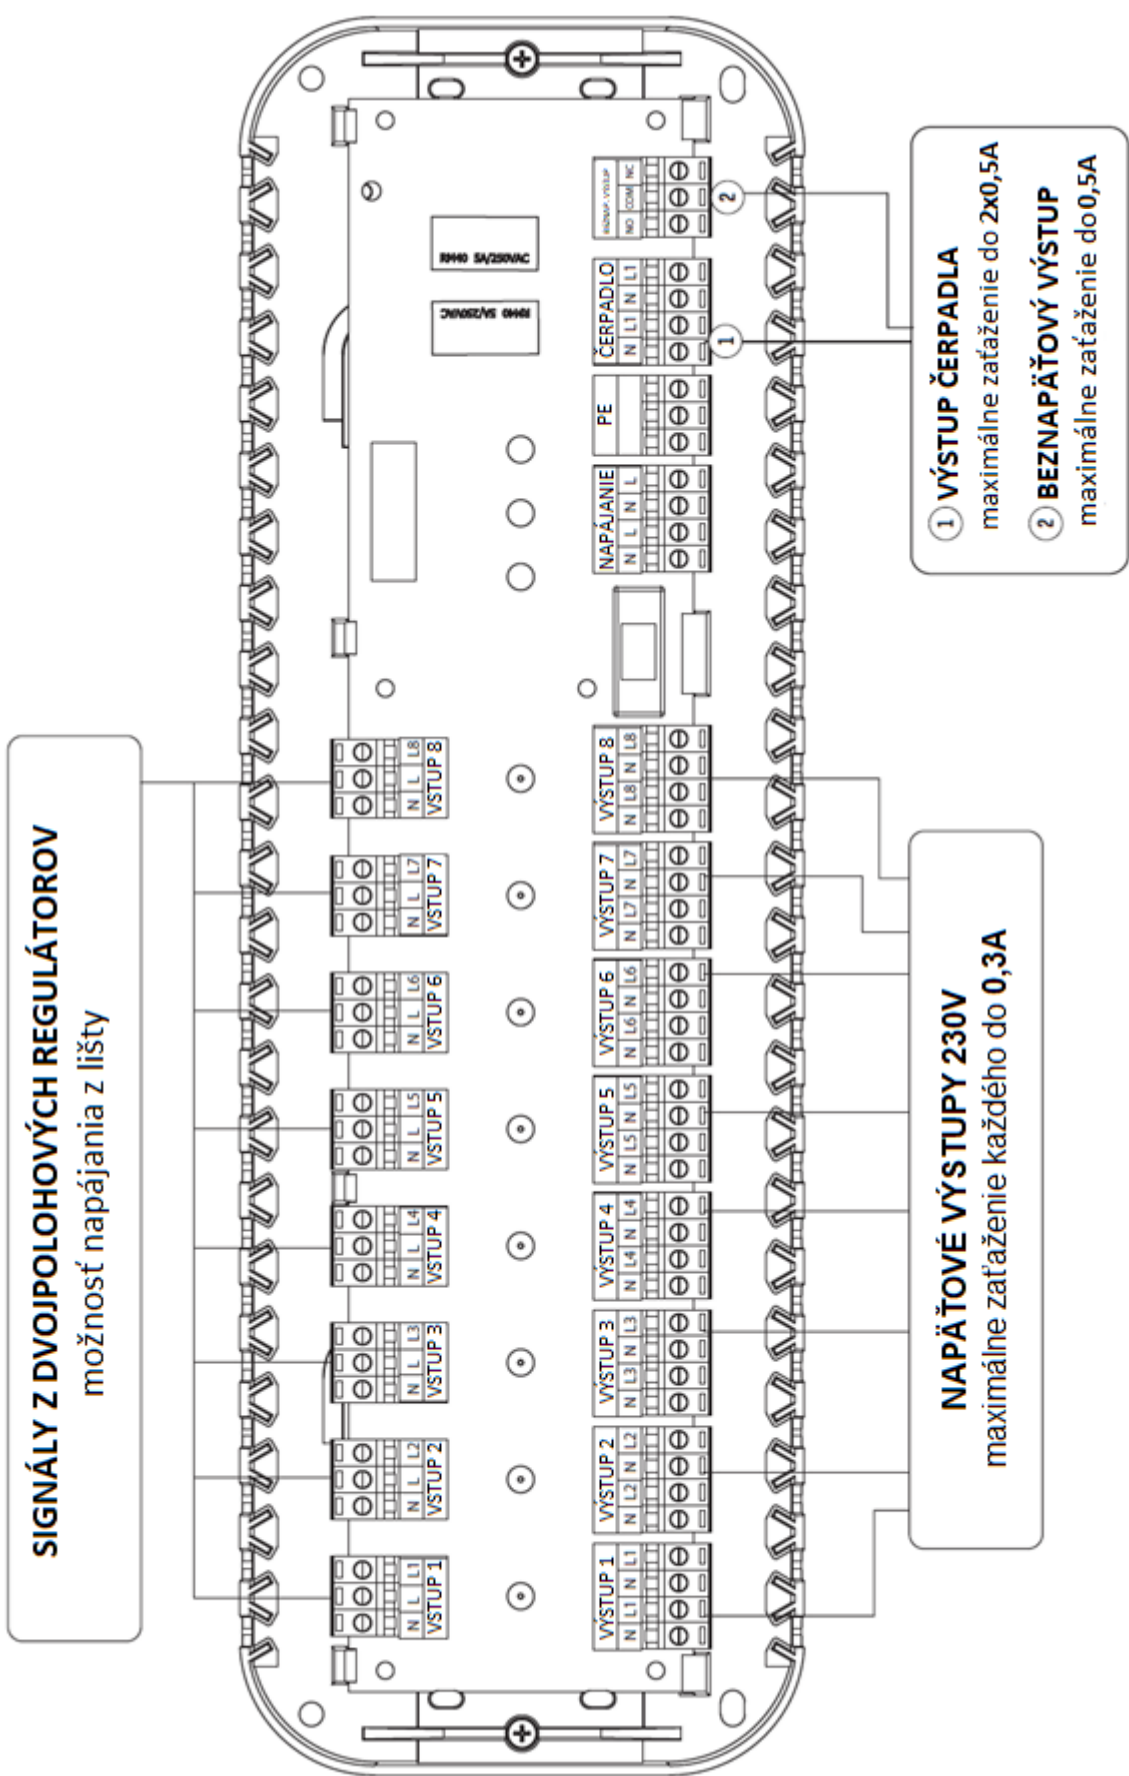 SIGNÁLY Z DVOJPOLOHOVÝCH REGULÁTOROV
možnosť napájania z lišty
N L L1
VSTUP 1
N L L2
VSTUP 2
N L L3
VSTUP 3
N L L4
VSTUP 4
N L L5
VSTUP 5
N L L6
VSTUP 6
N L L7
VSTUP 7
N L L8
VSTUP 8
RM40 5A/250VAC
RM40 5A/250VAC
VÝSTUP 1
N L1 N L1
VÝSTUP 2
N L2 N L2
VÝSTUP 3
N L3 N L3
VÝSTUP 4
N L4 N L4
VÝSTUP 5
N L5 N L5
VÝSTUP 6
N L6 N L6
VÝSTUP 7
N L7 N L7
VÝSTUP 8
N L8 N L8
NAPÁJANIE
N L N L
PE
ČERPADLO
N L1 N L1
NO COM NC
1
2
NAPÄŤOVÉ VÝSTUPY 230V
maximálne zaťaženie každého do 0,3A
1 VÝSTUP ČERPADLA
maximálne zaťaženie do 2x0,5A
2 BEZNAPÄŤOVÝ VÝSTUP
maximálne zaťaženie do 0,5A